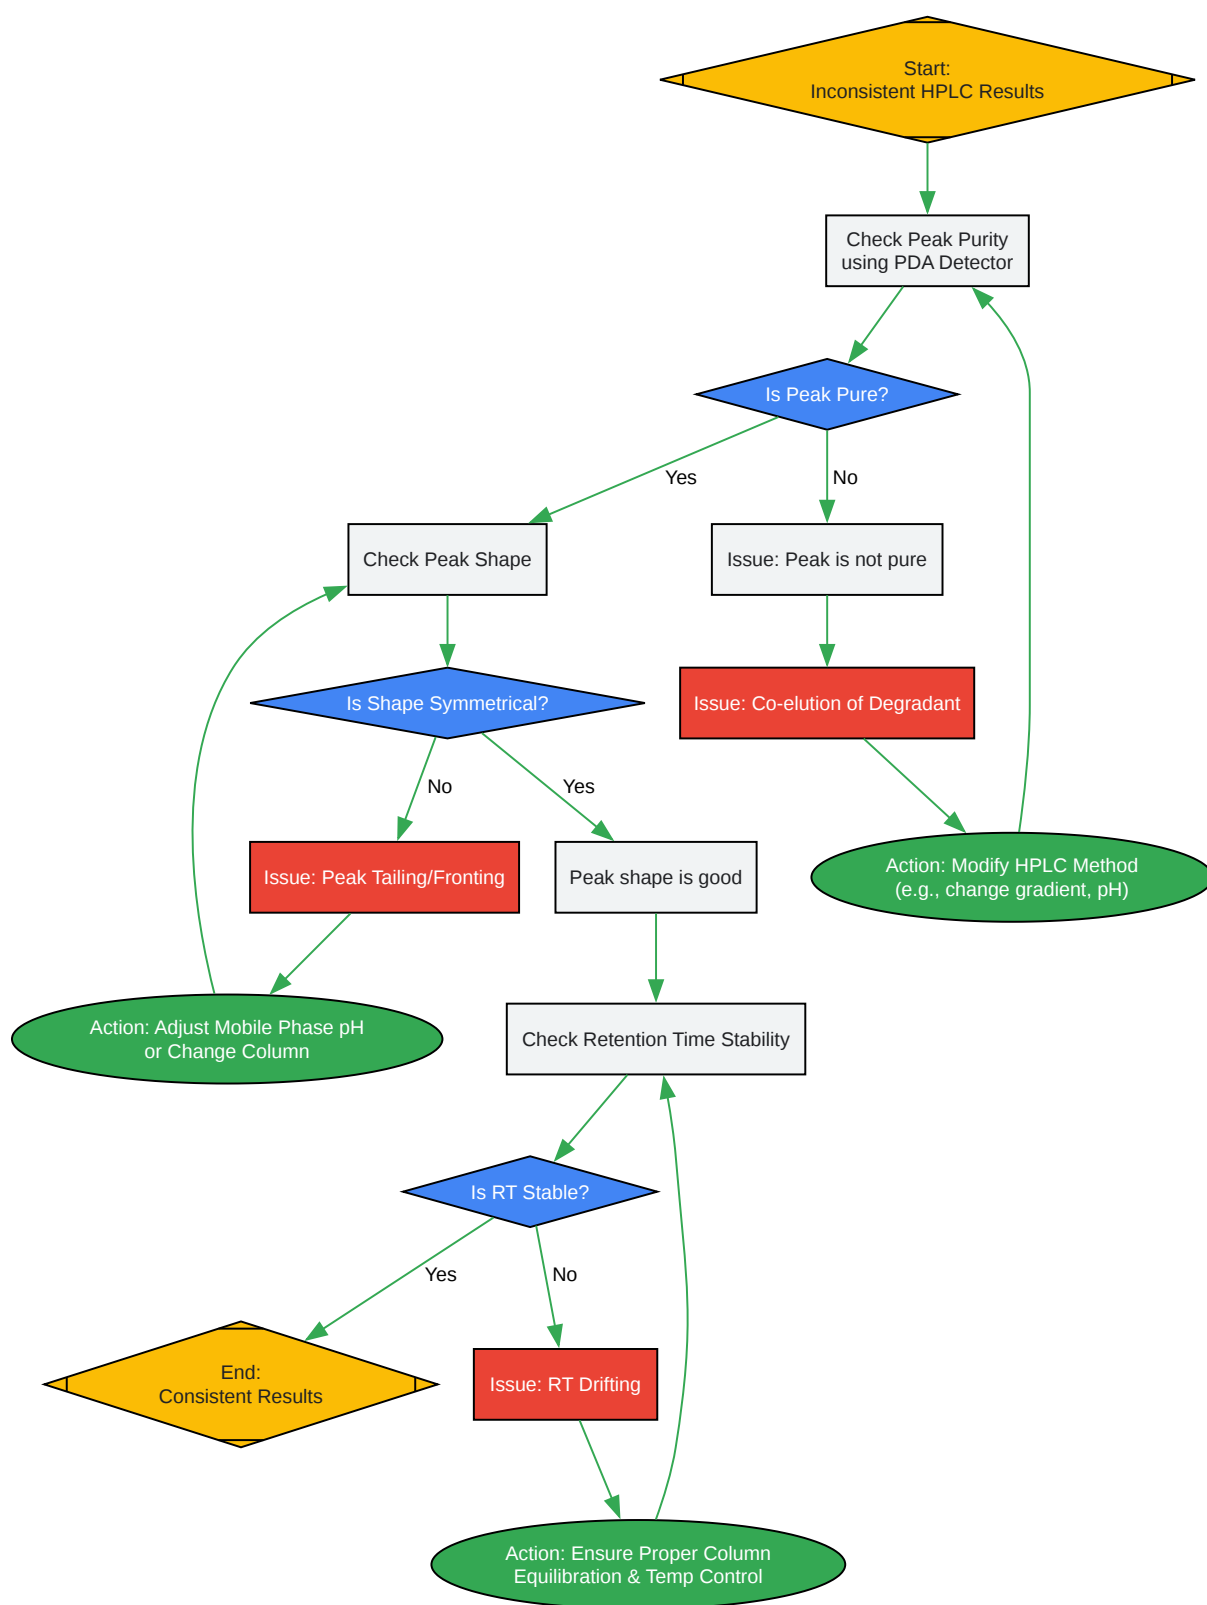 Start:
Inconsistent HPLC Results
Check Peak Purity
using PDA Detector
Is Peak Pure?
Yes
No
Check Peak Shape
Issue: Peak is not pure
Is Shape Symmetrical?
Issue: Co-elution of Degradant
No
Yes
Issue: Peak Tailing/Fronting
Peak shape is good
Action: Modify HPLC Method
(e.g., change gradient, pH)
Action: Adjust Mobile Phase pH
or Change Column
Check Retention Time Stability
Is RT Stable?
Yes
No
End:
Consistent Results
Issue: RT Drifting
Action: Ensure Proper Column
Equilibration & Temp Control